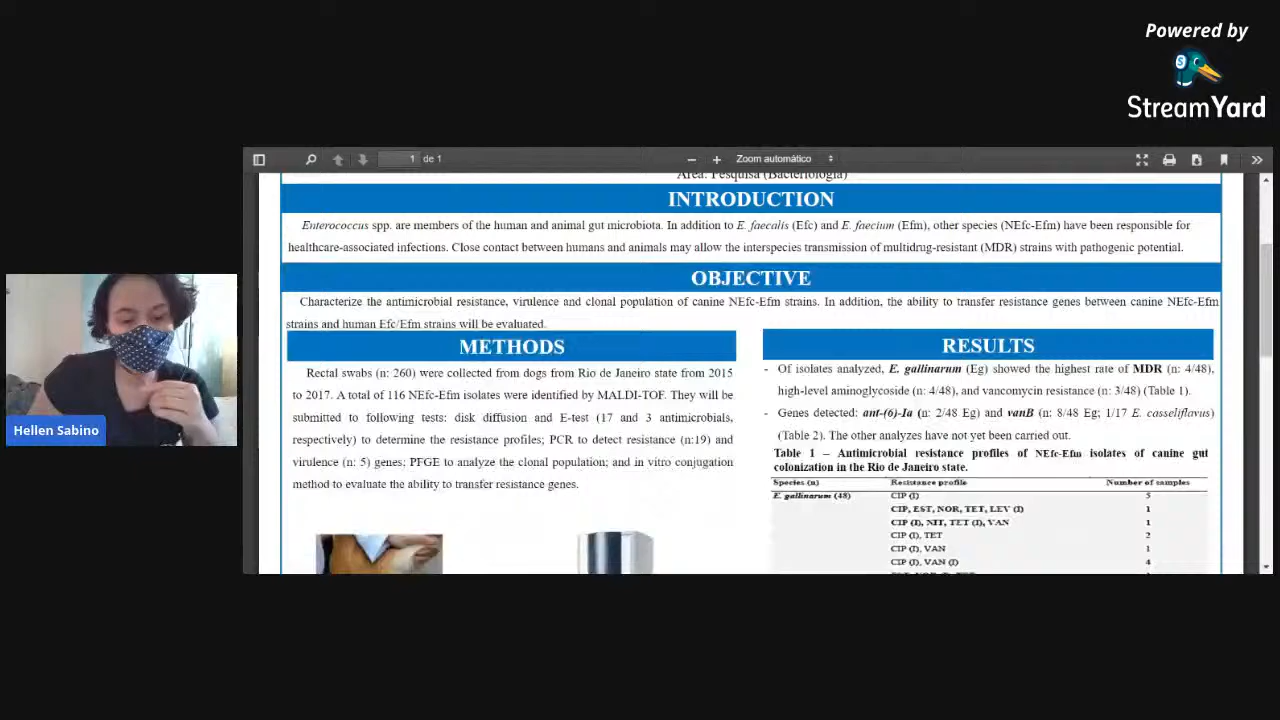 Powered by
StreamYard
1 de 1
Zoom automático
Área: Pesquisa (Bacteriologia)
INTRODUCTION
Enterococcus spp. are members of the human and animal gut microbiota. In addition to E. faecalis (Efc) and E. faecium (Efm), other species (NEfc-Efm) have been responsible for
healthcare-associated infections. Close contact between humans and animals may allow the interspecies transmission of multidrug-resistant (MDR) strains with pathogenic potential.
OBJECTIVE
Characterize the antimicrobial resistance, virulence and clonal population of canine NEfc-Efm strains. In addition, the ability to transfer resistance genes between canine NEfc-Efm
strains and human Efc/Efm strains will be evaluated.
METHODS
Rectal swabs (n: 260) were collected from dogs from Rio de Janeiro state from 2015
to 2017. A total of 116 NEfc-Efm isolates were identified by MALDI-TOF. They will be
submitted to following tests: disk diffusion and E-test (17 and 3 antimicrobials,
respectively) to determine the resistance profiles; PCR to detect resistance (n:19) and
virulence (n: 5) genes; PFGE to analyze the clonal population; and in vitro conjugation
method to evaluate the ability to transfer resistance genes.
RESULTS
- Of isolates analyzed, E. gallinarum (Eg) showed the highest rate of MDR (n: 4/48),
high-level aminoglycoside (n: 4/48), and vancomycin resistance (n: 3/48) (Table 1).
- Genes detected: ant-(6)-Ia (n: 2/48 Eg) and vanB (n: 8/48 Eg; 1/17 E. casseliflavus)
(Table 2). The other analyzes have not yet been carried out.
Table 1 – Antimicrobial resistance profiles of NEfc-Efm isolates of canine gut
colonization in the Rio de Janeiro state.
Species (n) Resistance profile Number of samples
E. gallinarum (48) CIP (I) 5
CIP, EST, NOR, TET, LEV (I) 1
CIP (I), NIT, TET (I), VAN 1
CIP (I), TET 2
CIP (I), VAN 1
CIP (I), VAN (I) 4
Hellen Sabino